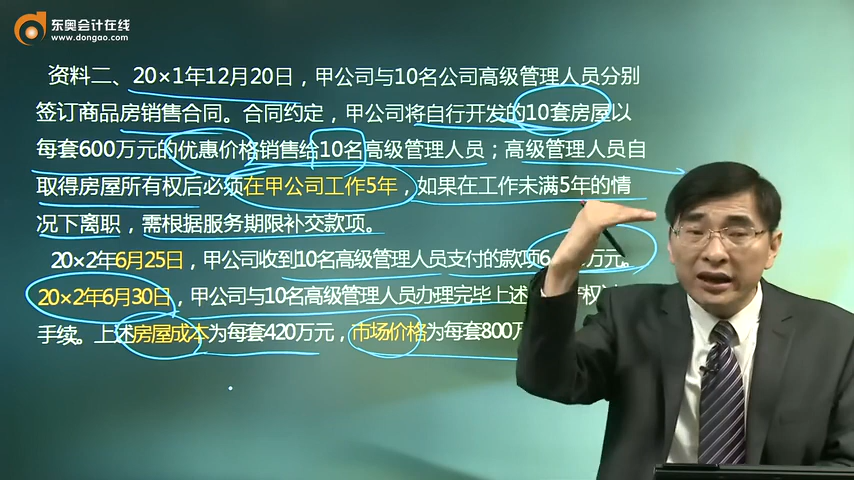 东奥会计在线
www.dongao.com
资料二、20×1年12月20日，甲公司与10名公司高级管理人员分别
签订商品房销售合同。合同约定，甲公司将自行开发的10套房屋以
每套600万元的优惠价格销售给10名高级管理人员；高级管理人员自
取得房屋所有权后必须在甲公司工作5年，如果在工作未满5年的情
况下离职，需根据服务期限补交款项。
20×2年6月25日，甲公司收到10名高级管理人员支付的款项6 万元。
20×2年6月30日，甲公司与10名高级管理人员办理完毕上述 权
手续。上述房屋成本为每套420万元，市场价格为每套800万